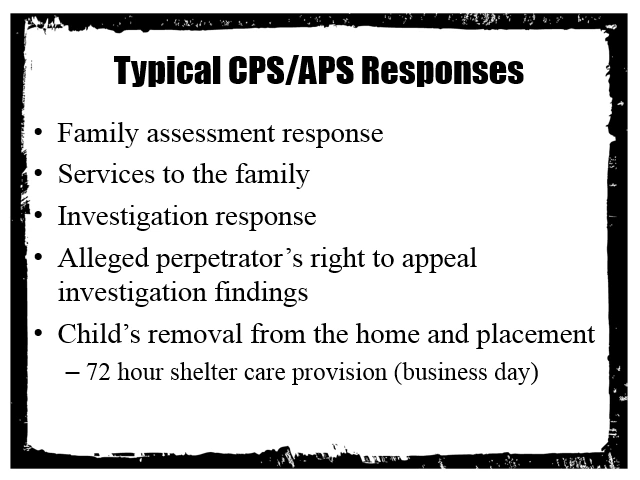 Typical CPS/APS Responses
• Family assessment response
• Services to the family
• Investigation response
• Alleged perpetrator's right to appeal
investigation findings
• Child's removal from the home and placement
– 72 hour shelter care provision (business day)